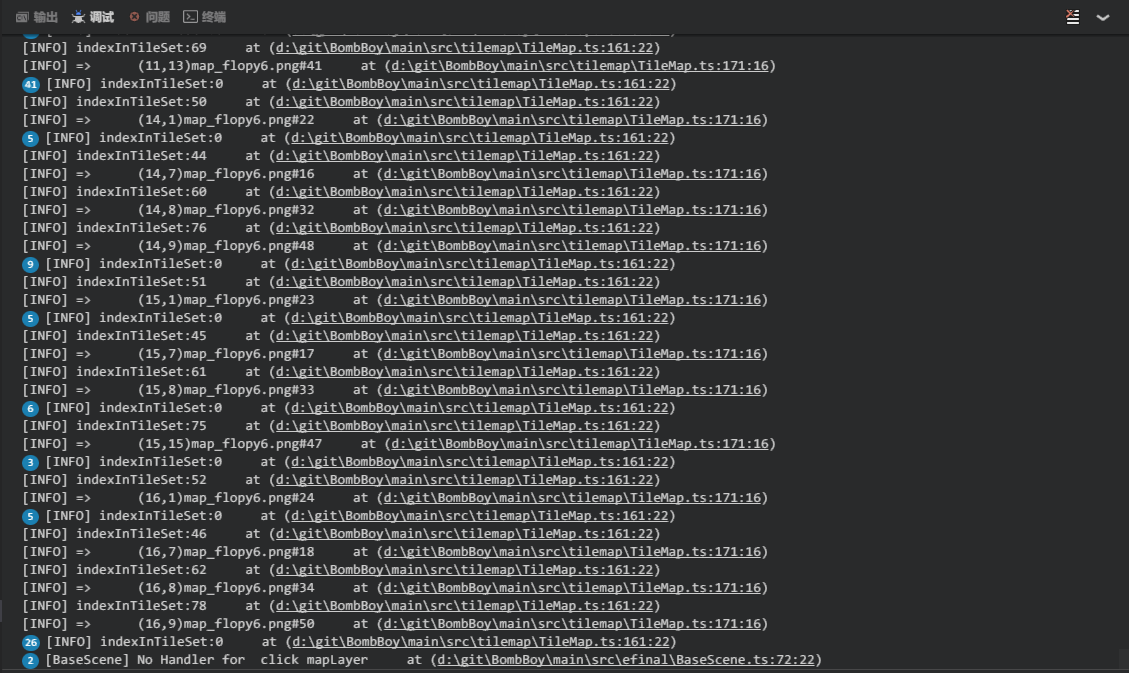 输出 调试 问题 终端
[INFO] indexInTileSet:69 at (d:\git\BombBoy\main\src\tilemap\TileMap.ts:161:22)
[INFO] => (11,13)map_flopy6.png#41 at (d:\git\BombBoy\main\src\tilemap\TileMap.ts:171:16)
41 [INFO] indexInTileSet:0 at (d:\git\BombBoy\main\src\tilemap\TileMap.ts:161:22)
[INFO] indexInTileSet:50 at (d:\git\BombBoy\main\src\tilemap\TileMap.ts:161:22)
[INFO] => (14,1)map_flopy6.png#22 at (d:\git\BombBoy\main\src\tilemap\TileMap.ts:171:16)
5 [INFO] indexInTileSet:0 at (d:\git\BombBoy\main\src\tilemap\TileMap.ts:161:22)
[INFO] indexInTileSet:44 at (d:\git\BombBoy\main\src\tilemap\TileMap.ts:161:22)
[INFO] => (14,7)map_flopy6.png#16 at (d:\git\BombBoy\main\src\tilemap\TileMap.ts:171:16)
[INFO] indexInTileSet:60 at (d:\git\BombBoy\main\src\tilemap\TileMap.ts:161:22)
[INFO] => (14,8)map_flopy6.png#32 at (d:\git\BombBoy\main\src\tilemap\TileMap.ts:171:16)
[INFO] indexInTileSet:76 at (d:\git\BombBoy\main\src\tilemap\TileMap.ts:161:22)
[INFO] => (14,9)map_flopy6.png#48 at (d:\git\BombBoy\main\src\tilemap\TileMap.ts:171:16)
9 [INFO] indexInTileSet:0 at (d:\git\BombBoy\main\src\tilemap\TileMap.ts:161:22)
[INFO] indexInTileSet:51 at (d:\git\BombBoy\main\src\tilemap\TileMap.ts:161:22)
[INFO] => (15,1)map_flopy6.png#23 at (d:\git\BombBoy\main\src\tilemap\TileMap.ts:171:16)
5 [INFO] indexInTileSet:0 at (d:\git\BombBoy\main\src\tilemap\TileMap.ts:161:22)
[INFO] indexInTileSet:45 at (d:\git\BombBoy\main\src\tilemap\TileMap.ts:161:22)
[INFO] => (15,7)map_flopy6.png#17 at (d:\git\BombBoy\main\src\tilemap\TileMap.ts:171:16)
[INFO] indexInTileSet:61 at (d:\git\BombBoy\main\src\tilemap\TileMap.ts:161:22)
[INFO] => (15,8)map_flopy6.png#33 at (d:\git\BombBoy\main\src\tilemap\TileMap.ts:171:16)
6 [INFO] indexInTileSet:0 at (d:\git\BombBoy\main\src\tilemap\TileMap.ts:161:22)
[INFO] indexInTileSet:75 at (d:\git\BombBoy\main\src\tilemap\TileMap.ts:161:22)
[INFO] => (15,15)map_flopy6.png#47 at (d:\git\BombBoy\main\src\tilemap\TileMap.ts:171:16)
3 [INFO] indexInTileSet:0 at (d:\git\BombBoy\main\src\tilemap\TileMap.ts:161:22)
[INFO] indexInTileSet:52 at (d:\git\BombBoy\main\src\tilemap\TileMap.ts:161:22)
[INFO] => (16,1)map_flopy6.png#24 at (d:\git\BombBoy\main\src\tilemap\TileMap.ts:171:16)
5 [INFO] indexInTileSet:0 at (d:\git\BombBoy\main\src\tilemap\TileMap.ts:161:22)
[INFO] indexInTileSet:46 at (d:\git\BombBoy\main\src\tilemap\TileMap.ts:161:22)
[INFO] => (16,7)map_flopy6.png#18 at (d:\git\BombBoy\main\src\tilemap\TileMap.ts:171:16)
[INFO] indexInTileSet:62 at (d:\git\BombBoy\main\src\tilemap\TileMap.ts:161:22)
[INFO] => (16,8)map_flopy6.png#34 at (d:\git\BombBoy\main\src\tilemap\TileMap.ts:171:16)
[INFO] indexInTileSet:78 at (d:\git\BombBoy\main\src\tilemap\TileMap.ts:161:22)
[INFO] => (16,9)map_flopy6.png#50 at (d:\git\BombBoy\main\src\tilemap\TileMap.ts:171:16)
26 [INFO] indexInTileSet:0 at (d:\git\BombBoy\main\src\tilemap\TileMap.ts:161:22)
2 [BaseScene] No Handler for click mapLayer at (d:\git\BombBoy\main\src\efinal\BaseScene.ts:72:22)